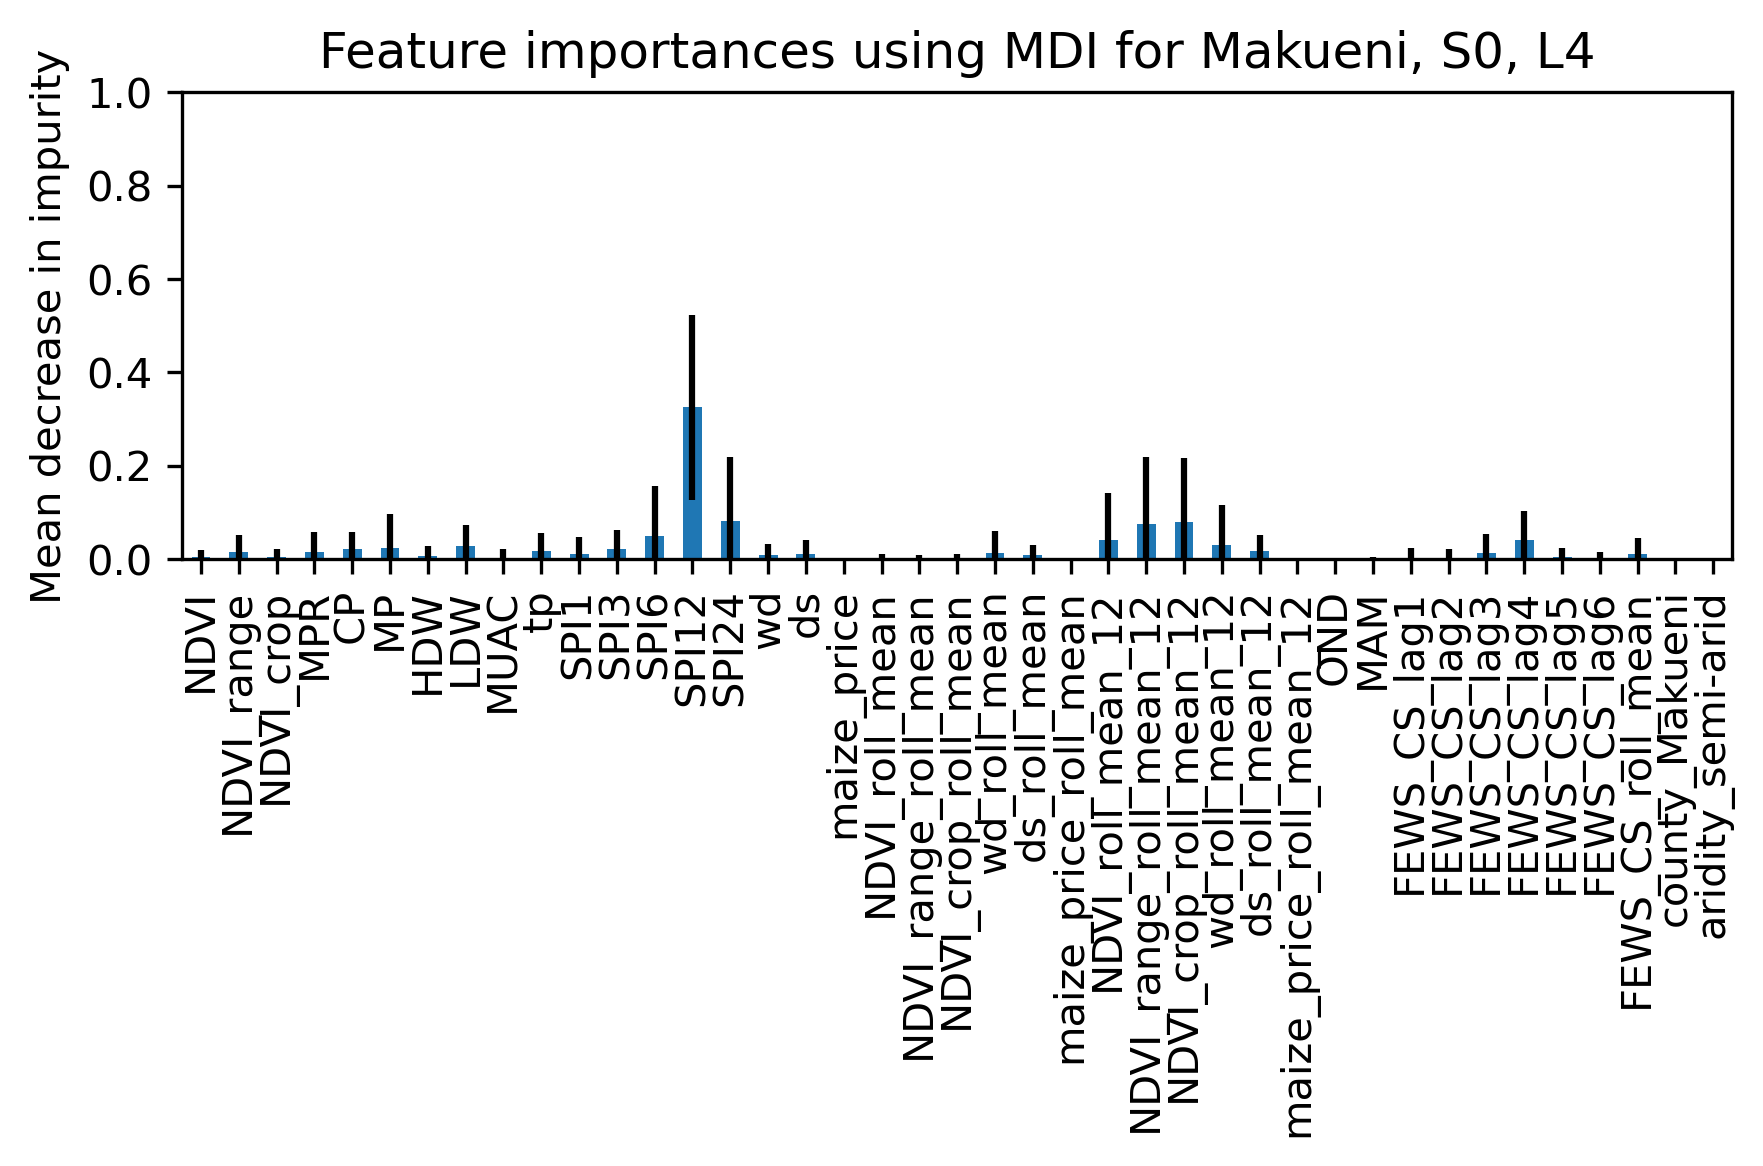 Feature importances using MDI for Makueni, S0, L4
Mean decrease in impurity
1.0
0.8
0.6
0.4
0.2
0.0
NDVI
NDVI_range
NDVI_crop
MPR
CP
MP
HDW
LDW
MUAC
tp
SPI1
SPI3
SPI6
SPI12
SPI24
wd
ds
maize_price
NDVI_roll_mean
NDVI_range_roll_mean
NDVI_crop_roll_mean
wd_roll_mean
ds_roll_mean
maize_price_roll_mean
NDVI_roll_mean_12
NDVI_range_roll_mean_12
NDVI_crop_roll_mean_12
wd_roll_mean_12
ds_roll_mean_12
maize_price_roll_mean_12
OND
MAM
FEWS_CS_lag1
FEWS_CS_lag2
FEWS_CS_lag3
FEWS_CS_lag4
FEWS_CS_lag5
FEWS_CS_lag6
FEWS_CS_roll_mean
county_Makueni
aridity_semi-arid